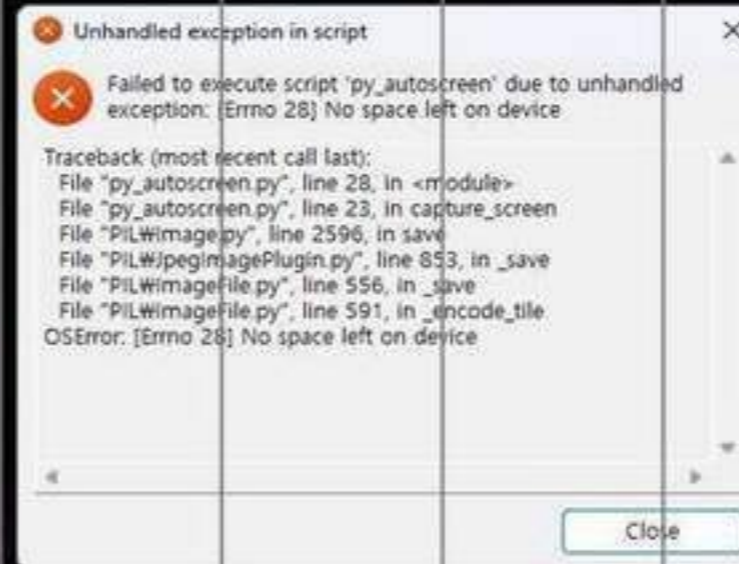 Unhandled exception in script
Failed to execute script 'py_autoscreen' due to unhandled
exception: [Errno 28] No space left on device
Traceback (most recent call last):
File "py_autoscreen.py", line 28, in <module>
File "py_autoscreen.py", line 23, in capture_screen
File "PIL₩Image.py", line 2596, in save
File "PIL₩JpegImagePlugin.py", line 853, in _save
File "PIL₩ImageFile.py", line 556, in _save
File "PIL₩ImageFile.py", line 591, in _encode_tile
OSError: [Errno 28] No space left on device
Close